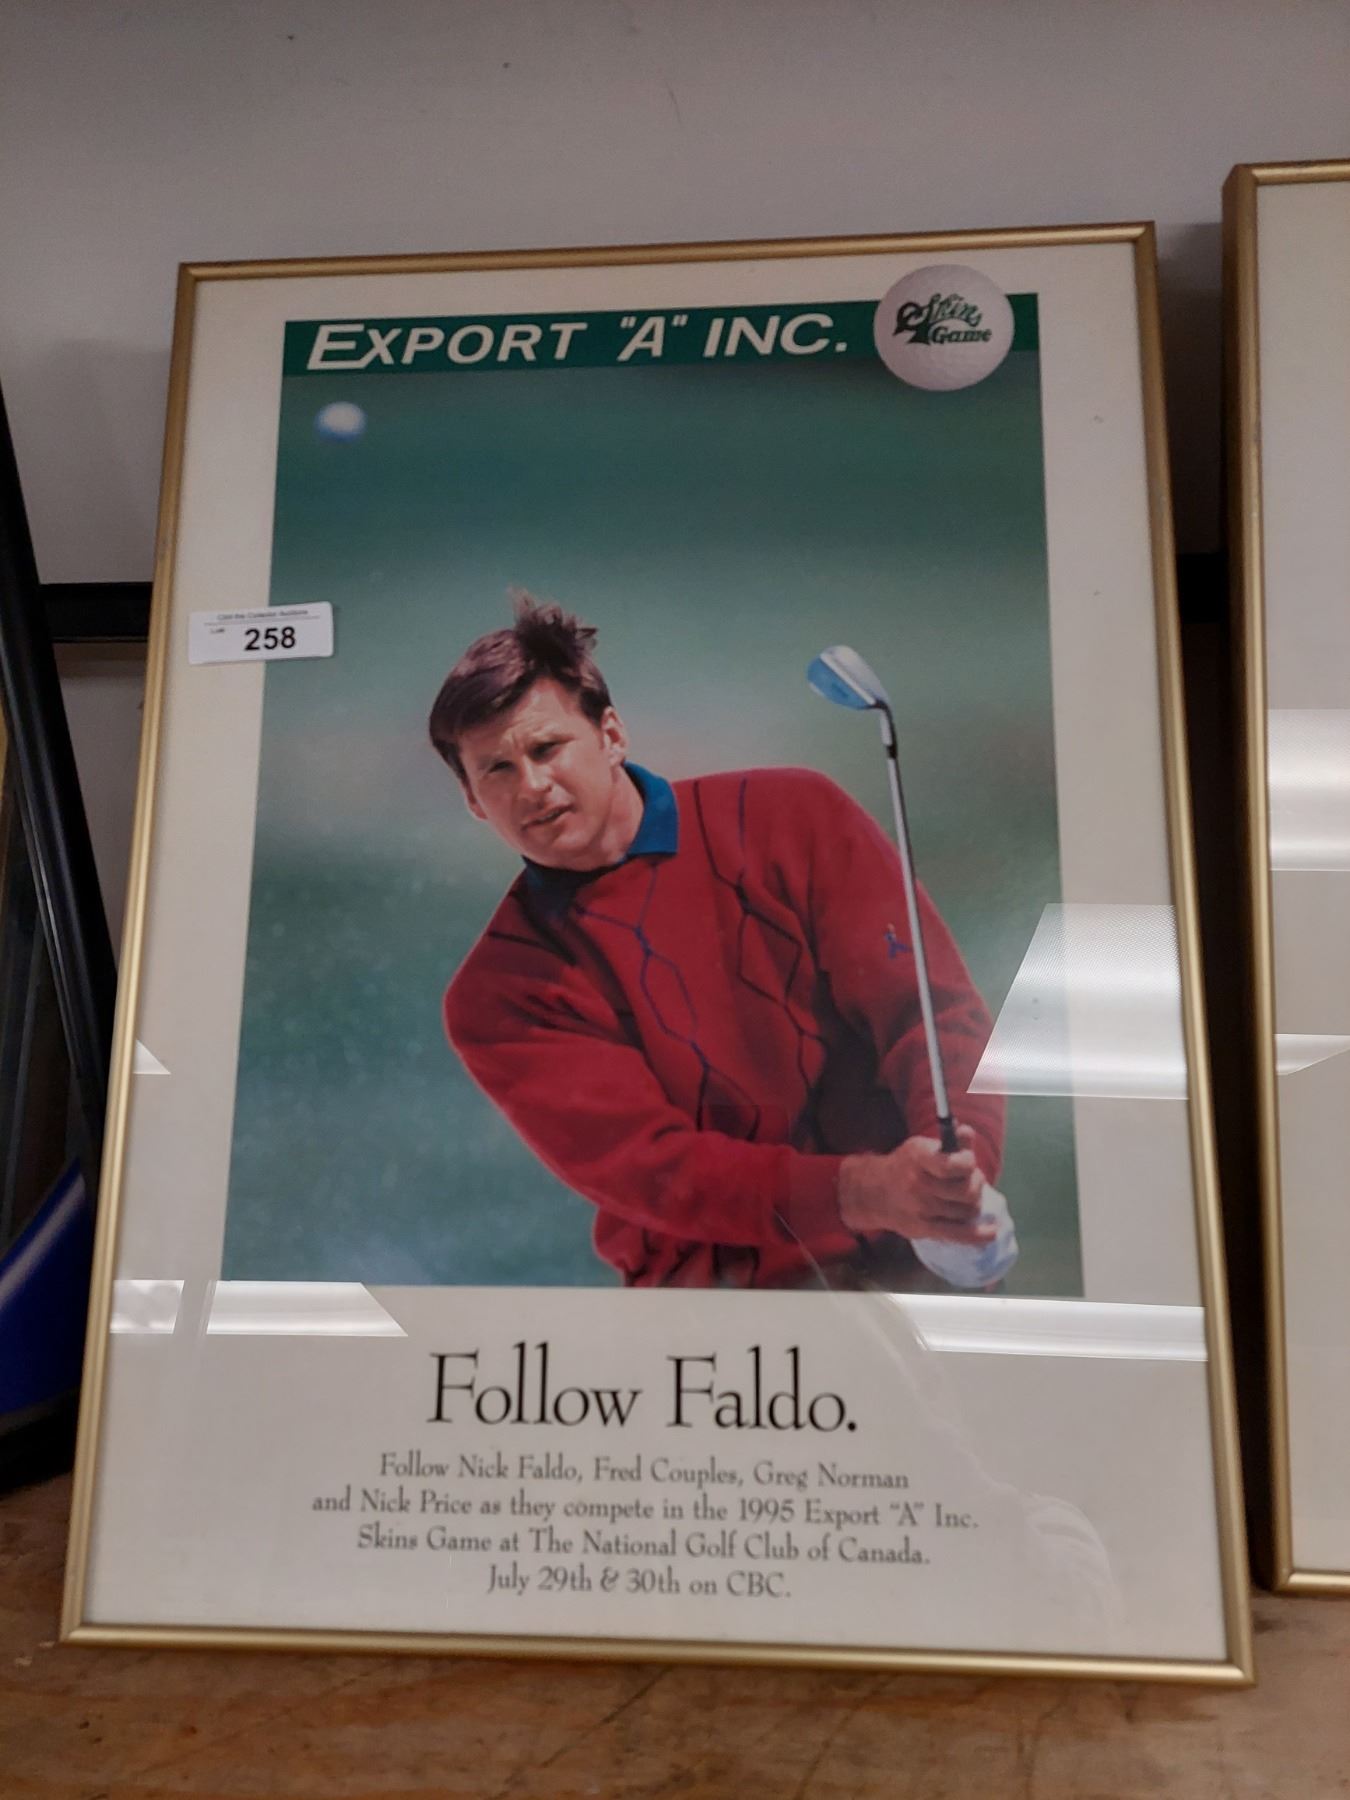 EXPORT "A" INC.
Skins
Game
Lot
258
Follow Faldo.
Follow Nick Faldo, Fred Couples, Greg Norman
and Nick Price as they compete in the 1995 Export "A" Inc.
Skins Game at The National Golf Club of Canada.
July 29th & 30th on CBC.